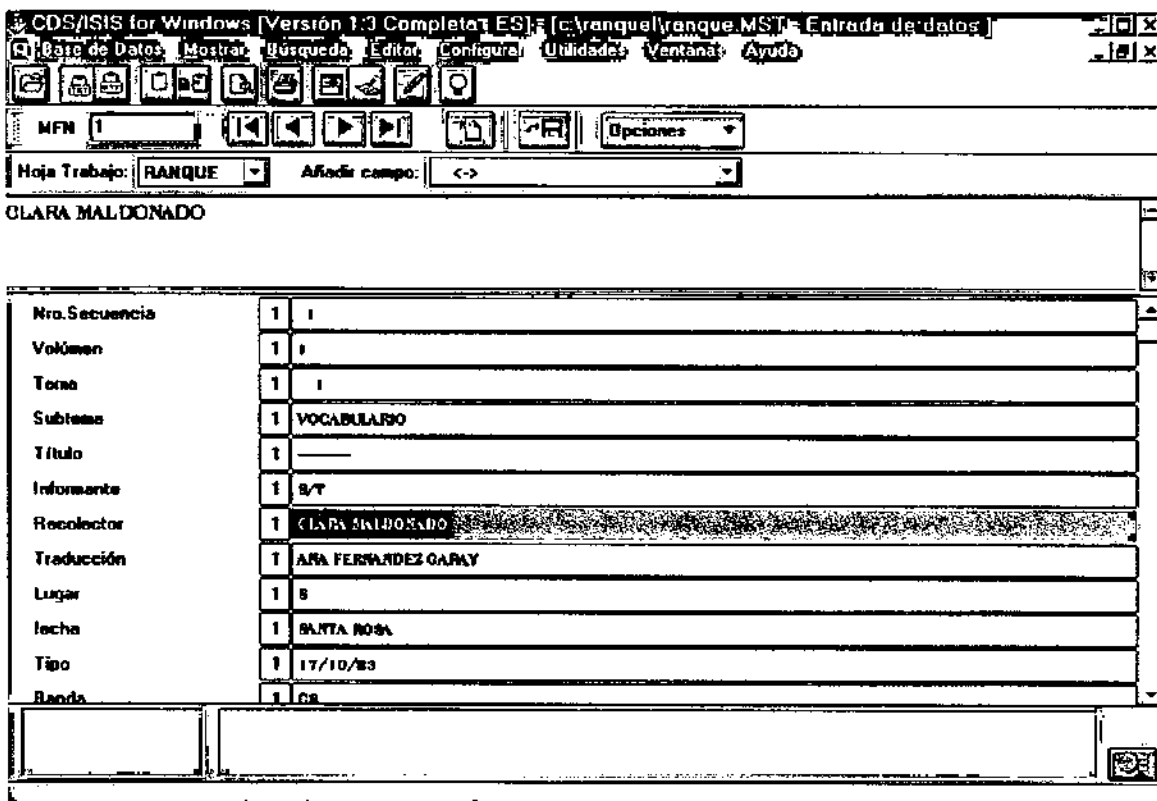 CDS/ISIS for Windows [Versión 1.3 Completa: ES] - [c:\ranquel\ranque.MST - Entrada de datos ]
Base de Datos Mostrar Búsqueda Editar Configurar Utilidades Ventanas Ayuda
MFN 1 Opciones
Hoja Trabajo: RANQUE Añadir campo: <->
CLARA MALDONADO
Nro.Secuencia 1 1
Volúmen 1 1
Tema 1 1
Subtema 1 VOCABULARIO
Título 1 ———
Informante 1 S/T
Recolector 1 CLARA MALDONADO
Traducción 1 ANA FERNANDEZ GARAY
Lugar 1 S
fecha 1 SANTA ROSA
Tipo 1 17/10/83
Banda 1